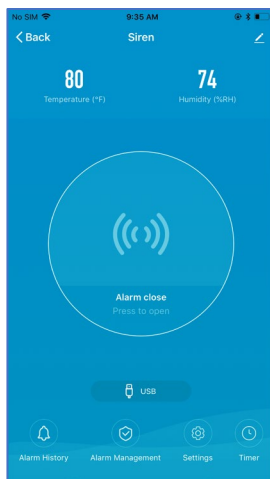 No SIM 9:35 AM
Back Siren
80 74
Temperature (°F) Humidity (%RH)
Alarm close
Press to open
USB
Alarm History Alarm Management Settings Timer